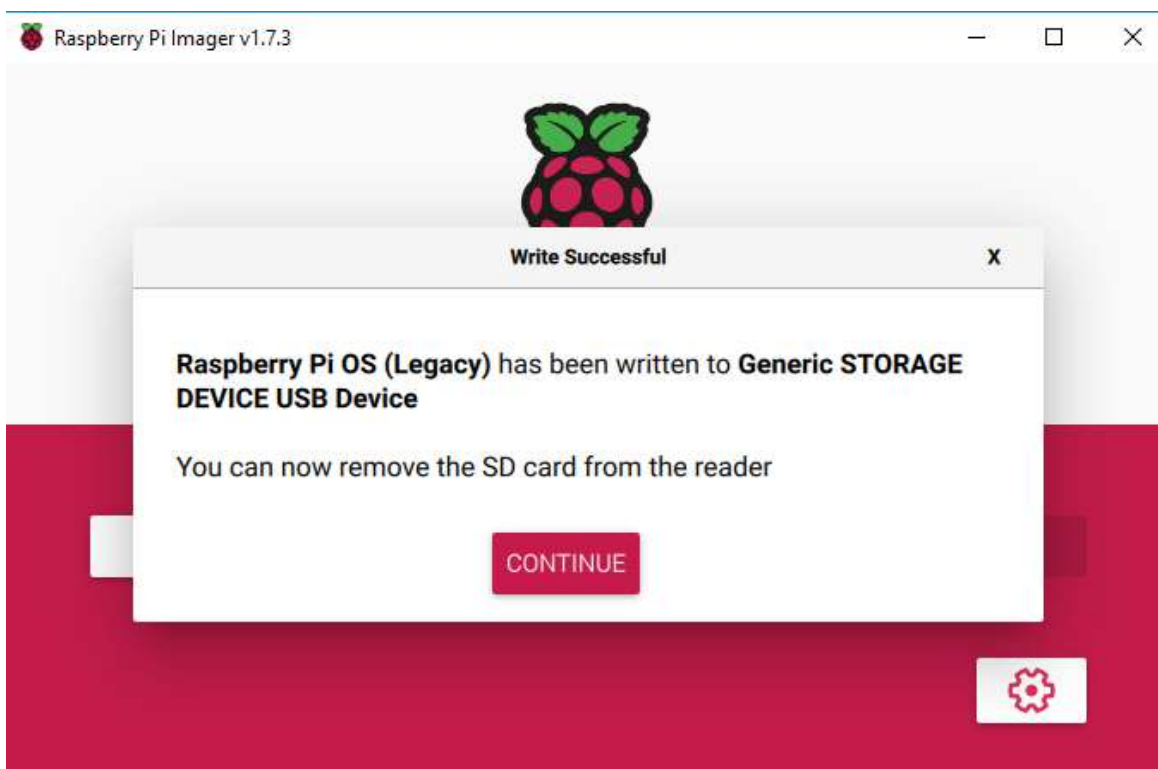 Raspberry Pi Imager v1.7.3
Write Successful
X
Raspberry Pi OS (Legacy) has been written to Generic STORAGE
DEVICE USB Device
You can now remove the SD card from the reader
CONTINUE